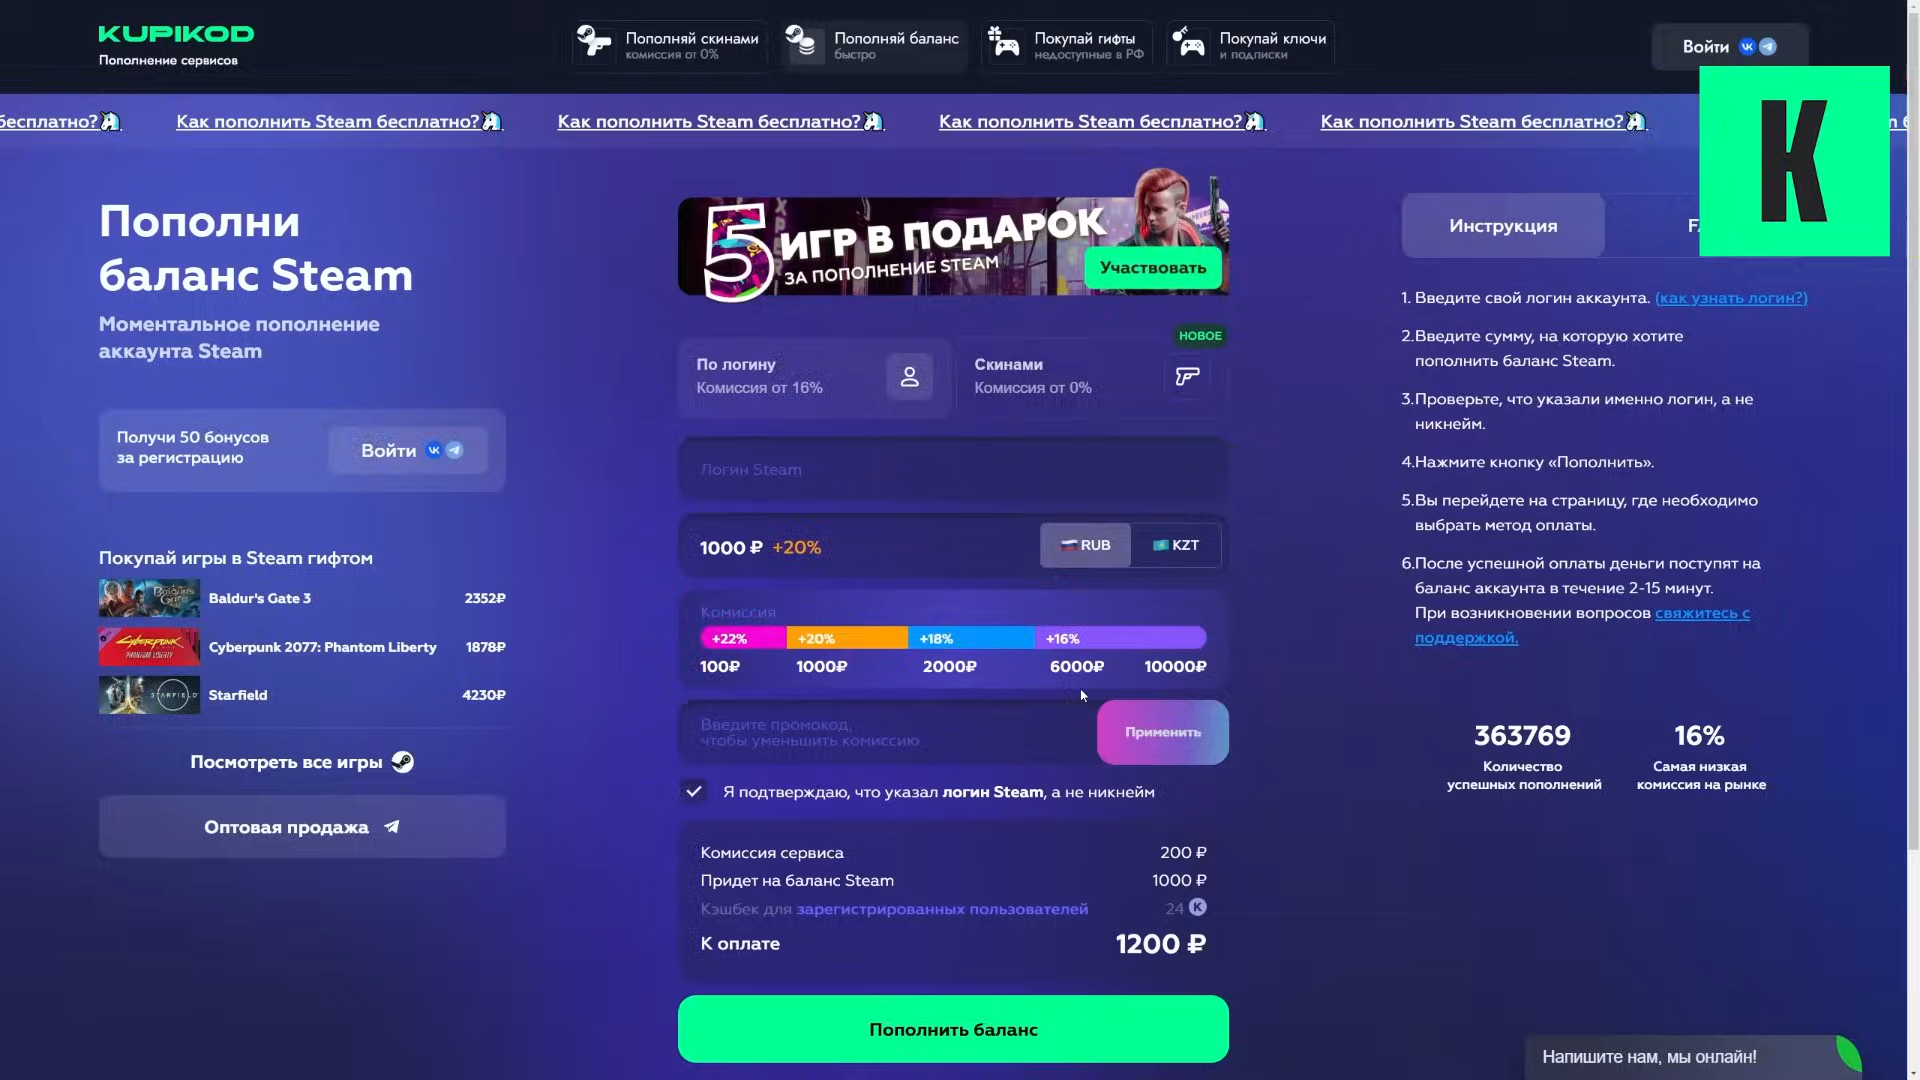 KUPIKOD
Пополнение сервисов
Пополняй скинами
комиссия от 0%
Пополняй баланс
быстро
Покупай гифты
недоступные в РФ
Покупай ключи
и подписки
Войти
бесплатно?
Как пополнить Steam бесплатно?
Как пополнить Steam бесплатно?
Как пополнить Steam бесплатно?
Как пополнить Steam бесплатно?
K
Пополни
баланс Steam
Моментальное пополнение
аккаунта Steam
Получи 50 бонусов
за регистрацию
Войти
Покупай игры в Steam гифтом
Baldur's Gate 3
2352₽
Cyberpunk 2077: Phantom Liberty
1878₽
STARFIELD
Starfield
4230₽
Посмотреть все игры
Оптовая продажа
5 ИГР В ПОДАРОК
ЗА ПОПОЛНЕНИЕ STEAM
Участвовать
НОВОЕ
По логину
Комиссия от 16%
Скинами
Комиссия от 0%
Логин Steam
1000 ₽ +20%
RUB
KZT
Комиссия
+22% +20% +18% +16%
100₽ 1000₽ 2000₽ 6000₽ 10000₽
Введите промокод,
чтобы уменьшить комиссию
Применить
Я подтверждаю, что указал логин Steam, а не никнейм
Комиссия сервиса 200 ₽
Придет на баланс Steam 1000 ₽
Кэшбек для зарегистрированных пользователей 24 K
К оплате 1200 ₽
Пополнить баланс
Инструкция
1. Введите свой логин аккаунта. (как узнать логин?)
2.Введите сумму, на которую хотите
пополнить баланс Steam.
3.Проверьте, что указали именно логин, а не
никнейм.
4.Нажмите кнопку «Пополнить».
5.Вы перейдете на страницу, где необходимо
выбрать метод оплаты.
6.После успешной оплаты деньги поступят на
баланс аккаунта в течение 2-15 минут.
При возникновении вопросов свяжитесь с
поддержкой.
363769
Количество
успешных пополнений
16%
Самая низкая
комиссия на рынке
Напишите нам, мы онлайн!